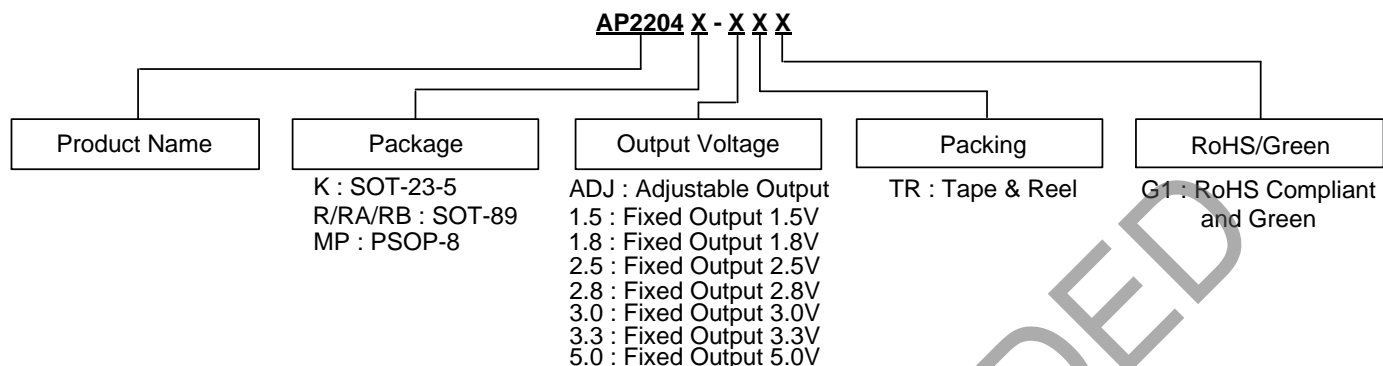 AP2204 X - X X X
Product Name
Package
Output Voltage
Packing
RoHS/Green
K : SOT-23-5
R/RA/RB : SOT-89
MP : PSOP-8
ADJ : Adjustable Output
1.5 : Fixed Output 1.5V
1.8 : Fixed Output 1.8V
2.5 : Fixed Output 2.5V
2.8 : Fixed Output 2.8V
3.0 : Fixed Output 3.0V
3.3 : Fixed Output 3.3V
5.0 : Fixed Output 5.0V
TR : Tape & Reel
G1 : RoHS Compliant
and Green
DED